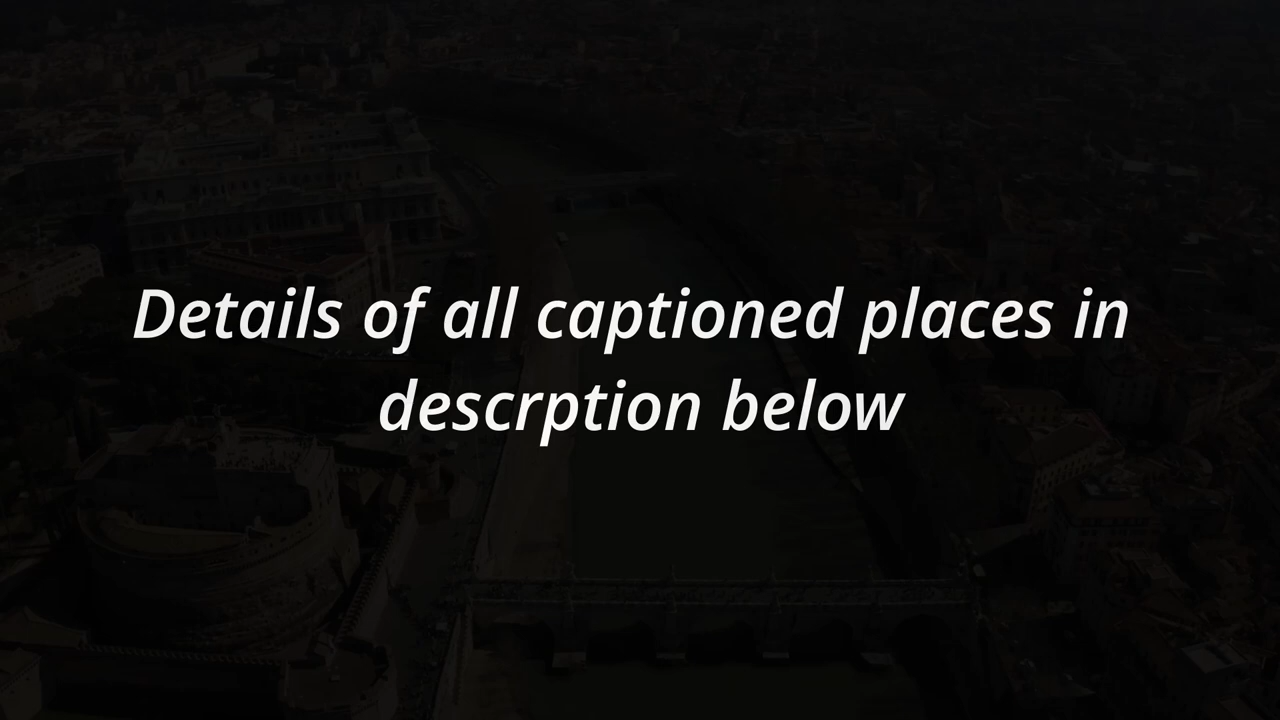 Details of all captioned places in
descrption below